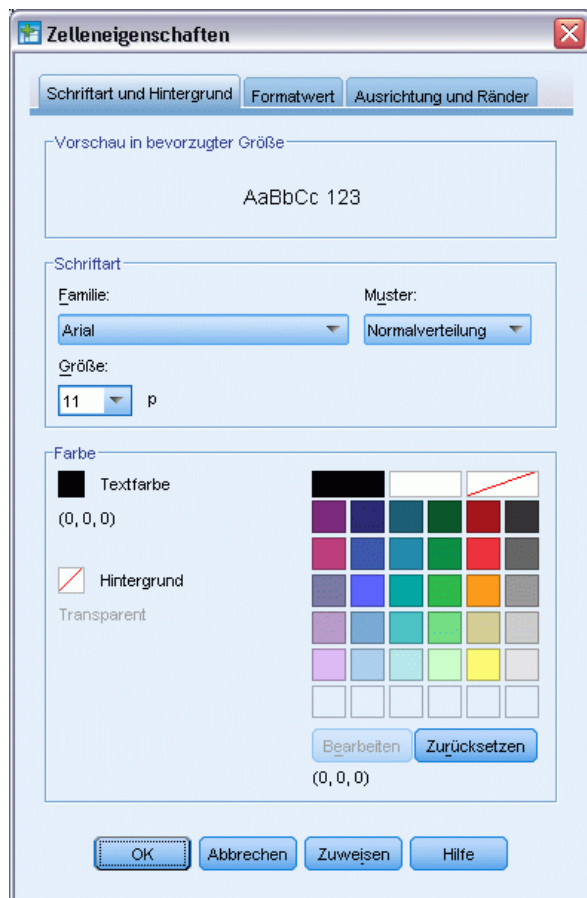 Zelleneigenschaften
Schriftart und Hintergrund Formatwert Ausrichtung und Ränder
Vorschau in bevorzugter Größe
AaBbCc 123
Schriftart
Familie: Muster:
Arial Normalverteilung
Größe:
11 p
Farbe
Textfarbe
(0, 0, 0)
Hintergrund
Transparent
Bearbeiten Zurücksetzen
(0, 0, 0)
OK Abbrechen Zuweisen Hilfe